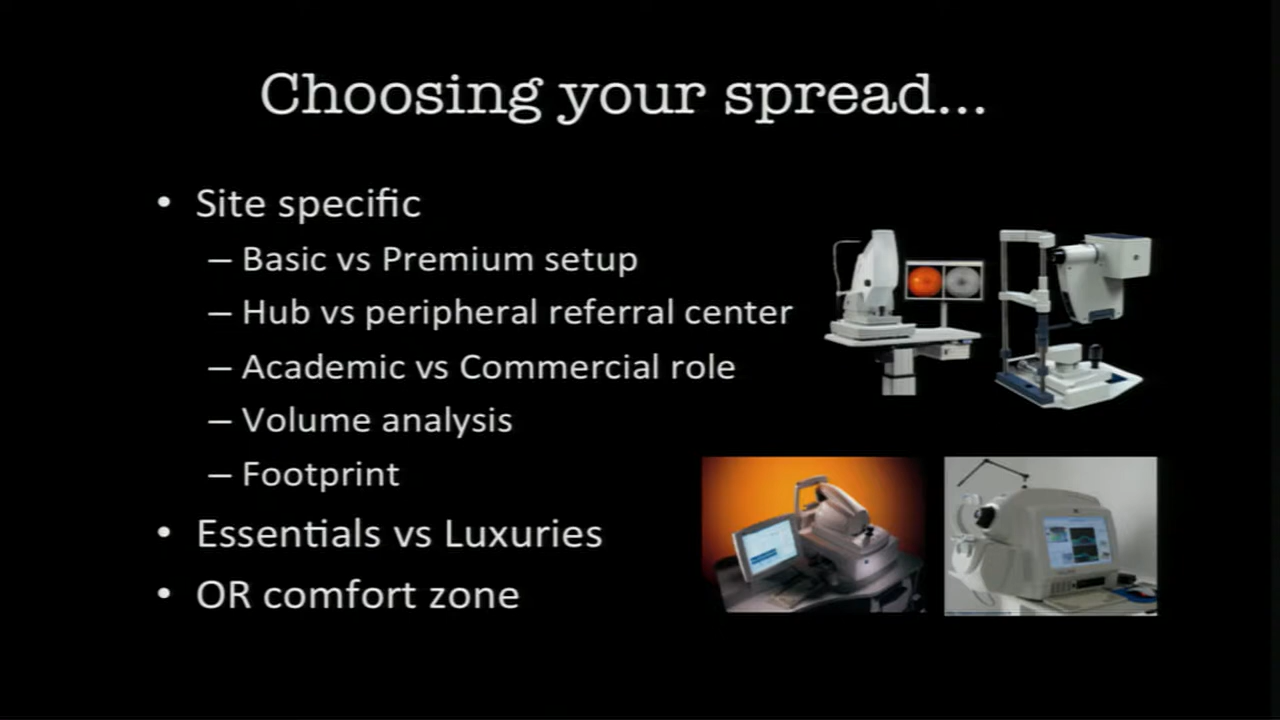 Choosing your spread...
• Site specific
– Basic vs Premium setup
– Hub vs peripheral referral center
– Academic vs Commercial role
– Volume analysis
– Footprint
• Essentials vs Luxuries
• OR comfort zone